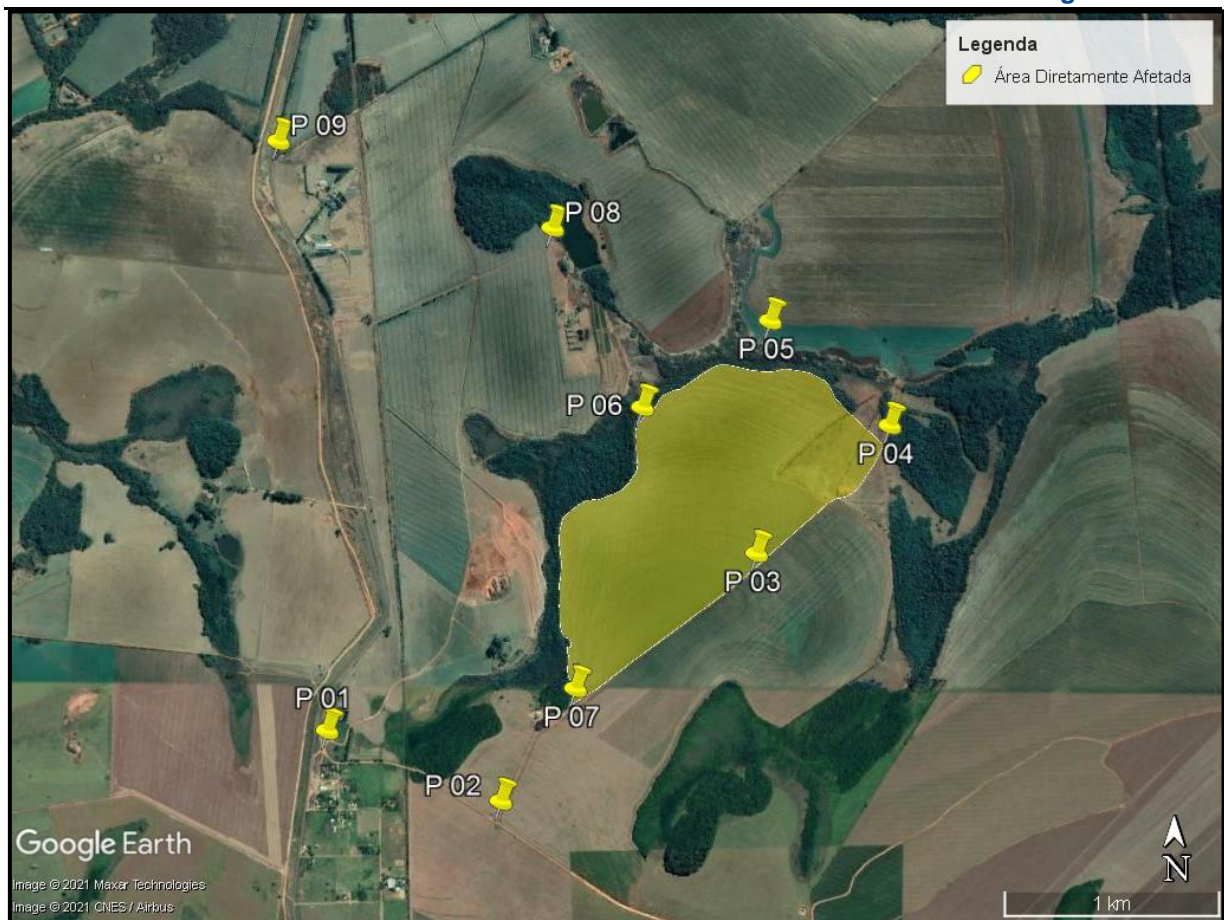 Legenda
Área Diretamente Afetada
P 09
P 08
P 05
P 06
P 04
P 03
P 01
P 07
P 02
Google Earth
Image © 2021 Maxar Technologies
Image © 2021 CNES / Airbus
N
1 km